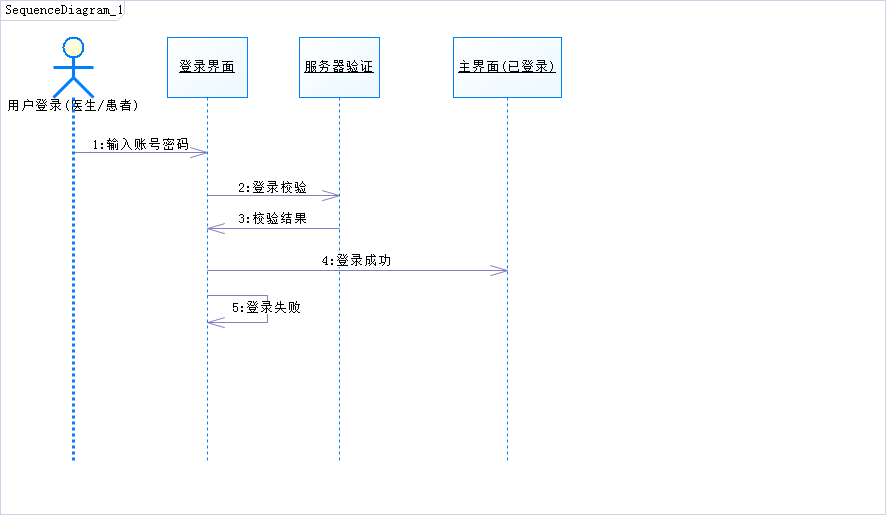 SequenceDiagram_1
登录界面
服务器验证
主界面(已登录)
用户登录(医生/患者)
1:输入账号密码
2:登录校验
3:校验结果
4:登录成功
5:登录失败